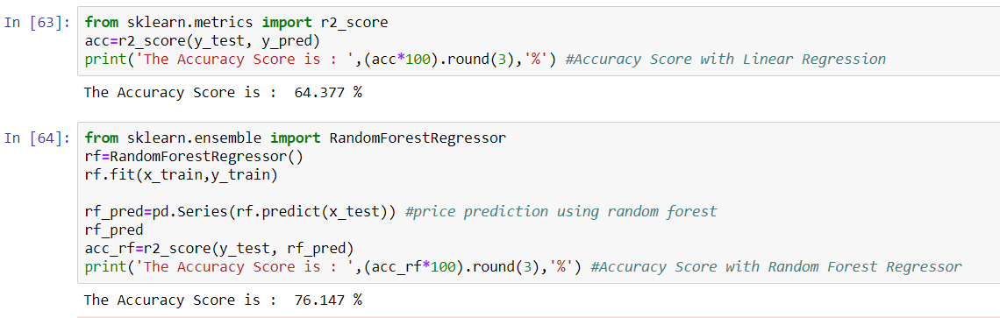 In [63]: from sklearn.metrics import r2_score
acc=r2_score(y_test, y_pred)
print('The Accuracy Score is : ',(acc*100).round(3),'%') #Accuracy Score with Linear Regression
The Accuracy Score is :  64.377 %
In [64]: from sklearn.ensemble import RandomForestRegressor
rf=RandomForestRegressor()
rf.fit(x_train,y_train)
rf_pred=pd.Series(rf.predict(x_test)) #price prediction using random forest
rf_pred
acc_rf=r2_score(y_test, rf_pred)
print('The Accuracy Score is : ',(acc_rf*100).round(3),'%') #Accuracy Score with Random Forest Regressor
The Accuracy Score is :  76.147 %